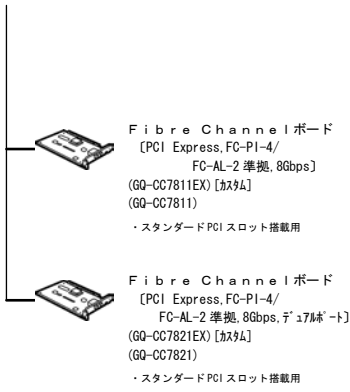 Ｆｉｂｒｅ Ｃｈａｎｎｅｌボード
〔PCI Express,FC-PI-4/
FC-AL-2 準拠,8Gbps〕
(GQ-CC7811EX)[ｶｽﾀﾑ]
(GQ-CC7811)
・スタンダードPCIスロット搭載用
Ｆｉｂｒｅ Ｃｈａｎｎｅｌボード
〔PCI Express,FC-PI-4/
FC-AL-2 準拠,8Gbps,ﾃﾞｭｱﾙﾎﾟｰﾄ〕
(GQ-CC7821EX)[ｶｽﾀﾑ]
(GQ-CC7821)
・スタンダードPCIスロット搭載用